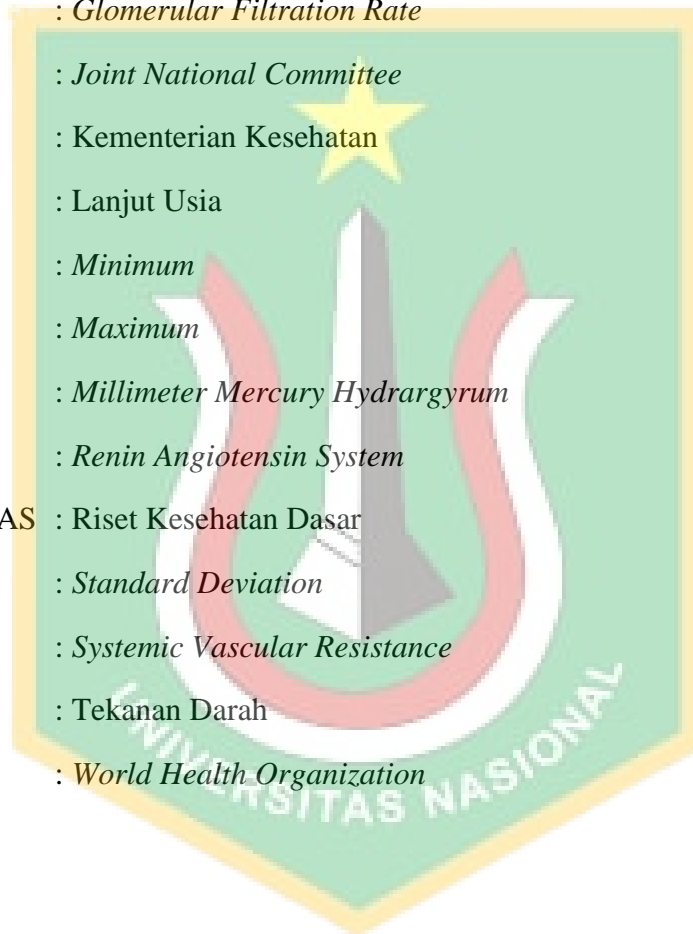 : Glomerular Filtration Rate
: Joint National Committee
: Kementerian Kesehatan
: Lanjut Usia
: Minimum
: Maximum
: Millimeter Mercury Hydrargyrum
: Renin Angiotensin System
AS : Riset Kesehatan Dasar
: Standard Deviation
: Systemic Vascular Resistance
: Tekanan Darah
: World Health Organization
UNIVERSITAS NASIONAL